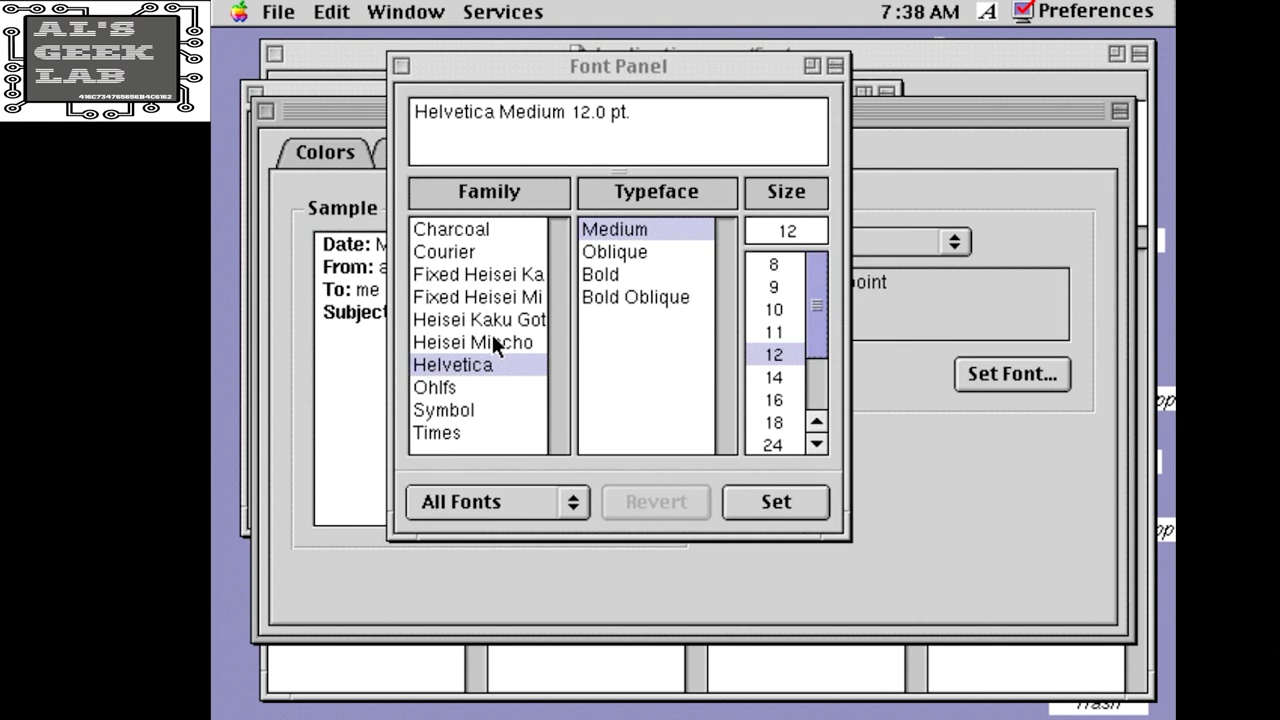 AL'S
GEEK
LAB
File Edit Window Services
7:38 AM A Preferences
Font Panel
Helvetica Medium 12.0 pt.
Family Typeface Size
Colors
Sample
Date: M
From: a
To: me
Subject
Charcoal
Courier
Fixed Heisei Ka
Fixed Heisei Mi
Heisei Kaku Got
Heisei Mincho
Helvetica
Ohlfs
Symbol
Times
Medium
Oblique
Bold
Bold Oblique
12
8
9
10
11
12
14
16
18
24
point
Set Font...
All Fonts Revert Set
op
op
Trash